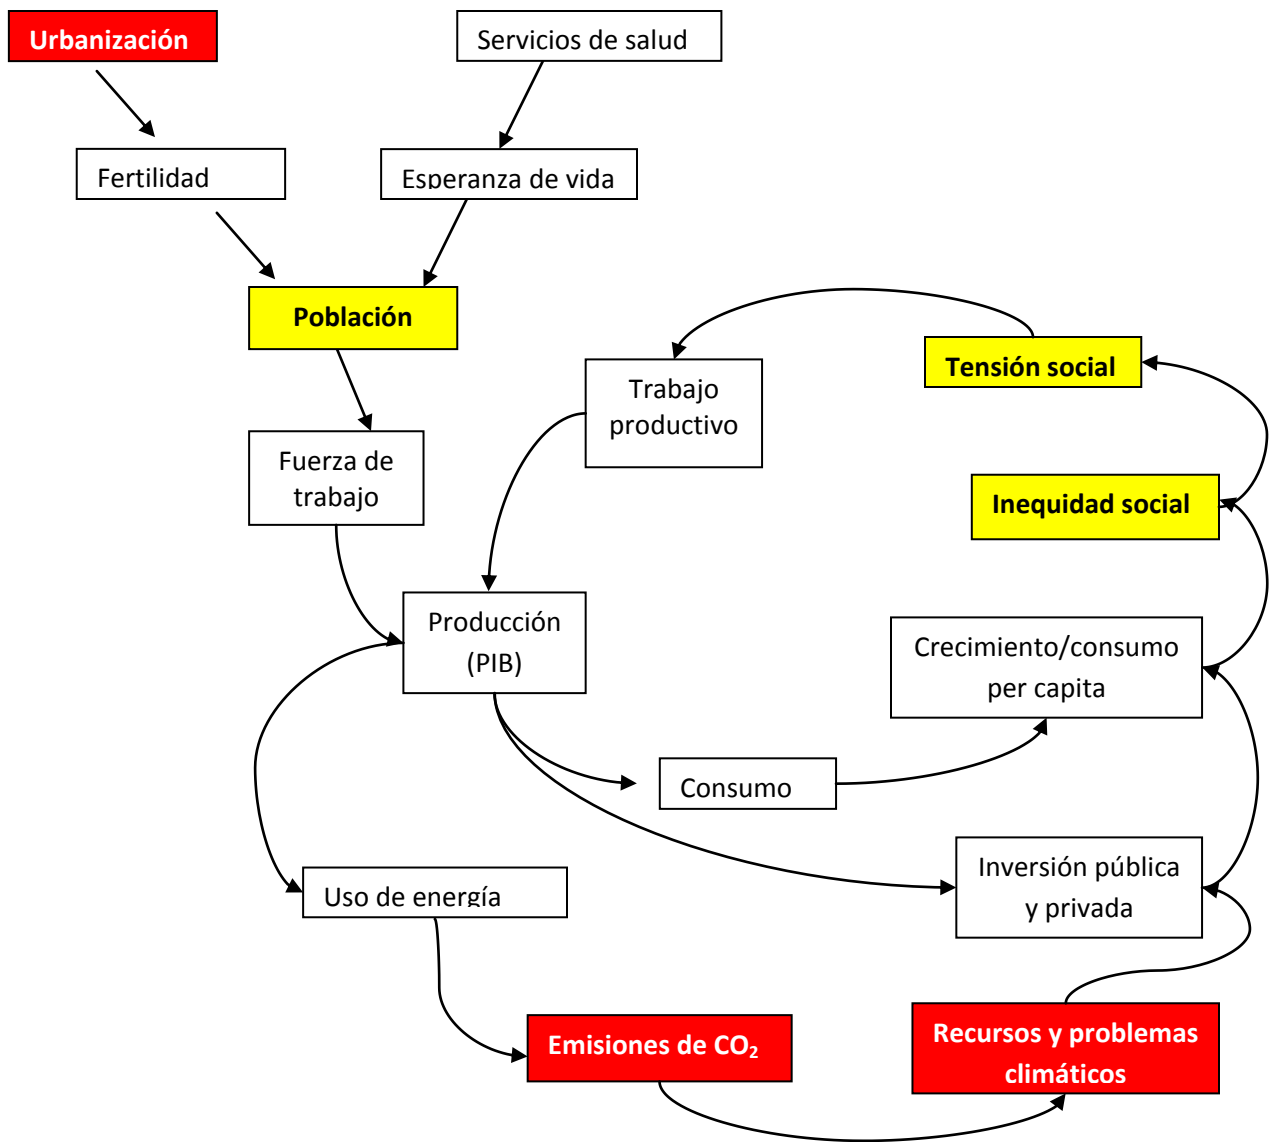 Urbanización
Servicios de salud
Fertilidad
Esperanza de vida
Población
Tensión social
Trabajo
productivo
Fuerza de
trabajo
Inequidad social
Producción
(PIB)
Crecimiento/consumo
per capita
Consumo
Inversión pública
y privada
Uso de energía
Emisiones de CO₂
Recursos y problemas
climáticos